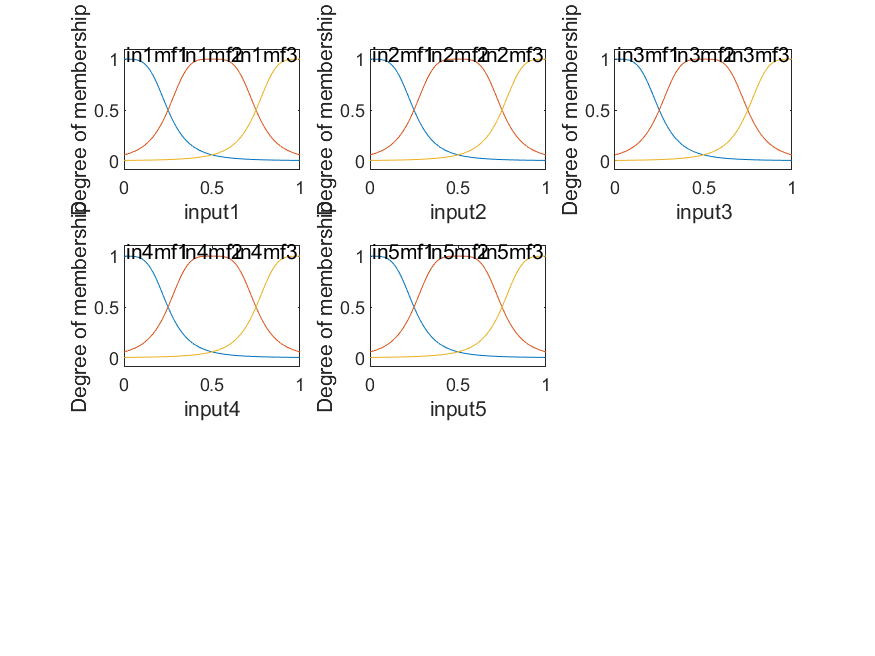 Degree of membership
in1mf1 in1mf2 in1mf3
1
0.5
0
0 0.5 1
input1
Degree of membership
in2mf1 in2mf2 in2mf3
1
0.5
0
0 0.5 1
input2
Degree of membership
in3mf1 in3mf2 in3mf3
1
0.5
0
0 0.5 1
input3
Degree of membership
in4mf1 in4mf2 in4mf3
1
0.5
0
0 0.5 1
input4
Degree of membership
in5mf1 in5mf2 in5mf3
1
0.5
0
0 0.5 1
input5